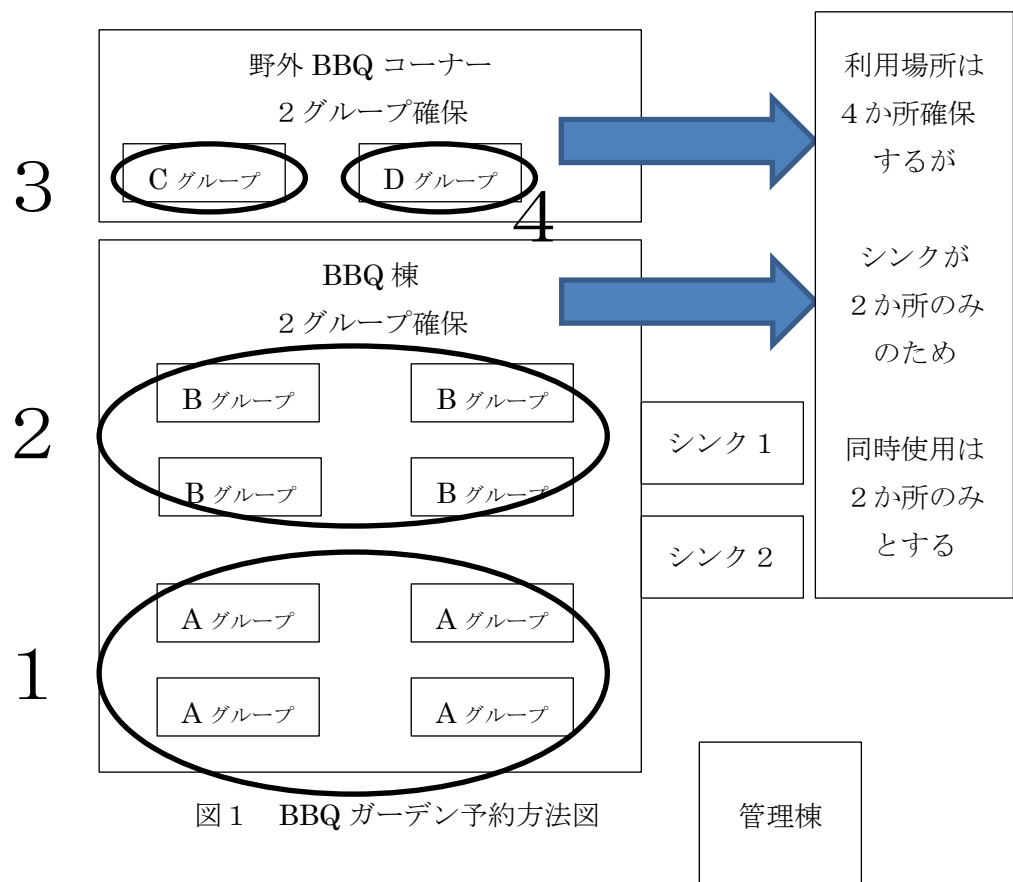 野外 BBQ コーナー
２グループ確保
3
C グループ
D グループ
4
BBQ 棟
２グループ確保
2
B グループ
B グループ
B グループ
B グループ
1
A グループ
A グループ
A グループ
A グループ
シンク１
シンク２
利用場所は
４か所確保
するが
シンクが
２か所のみ
のため
同時使用は
２か所のみ
とする
図１　BBQ ガーデン予約方法図
管理棟